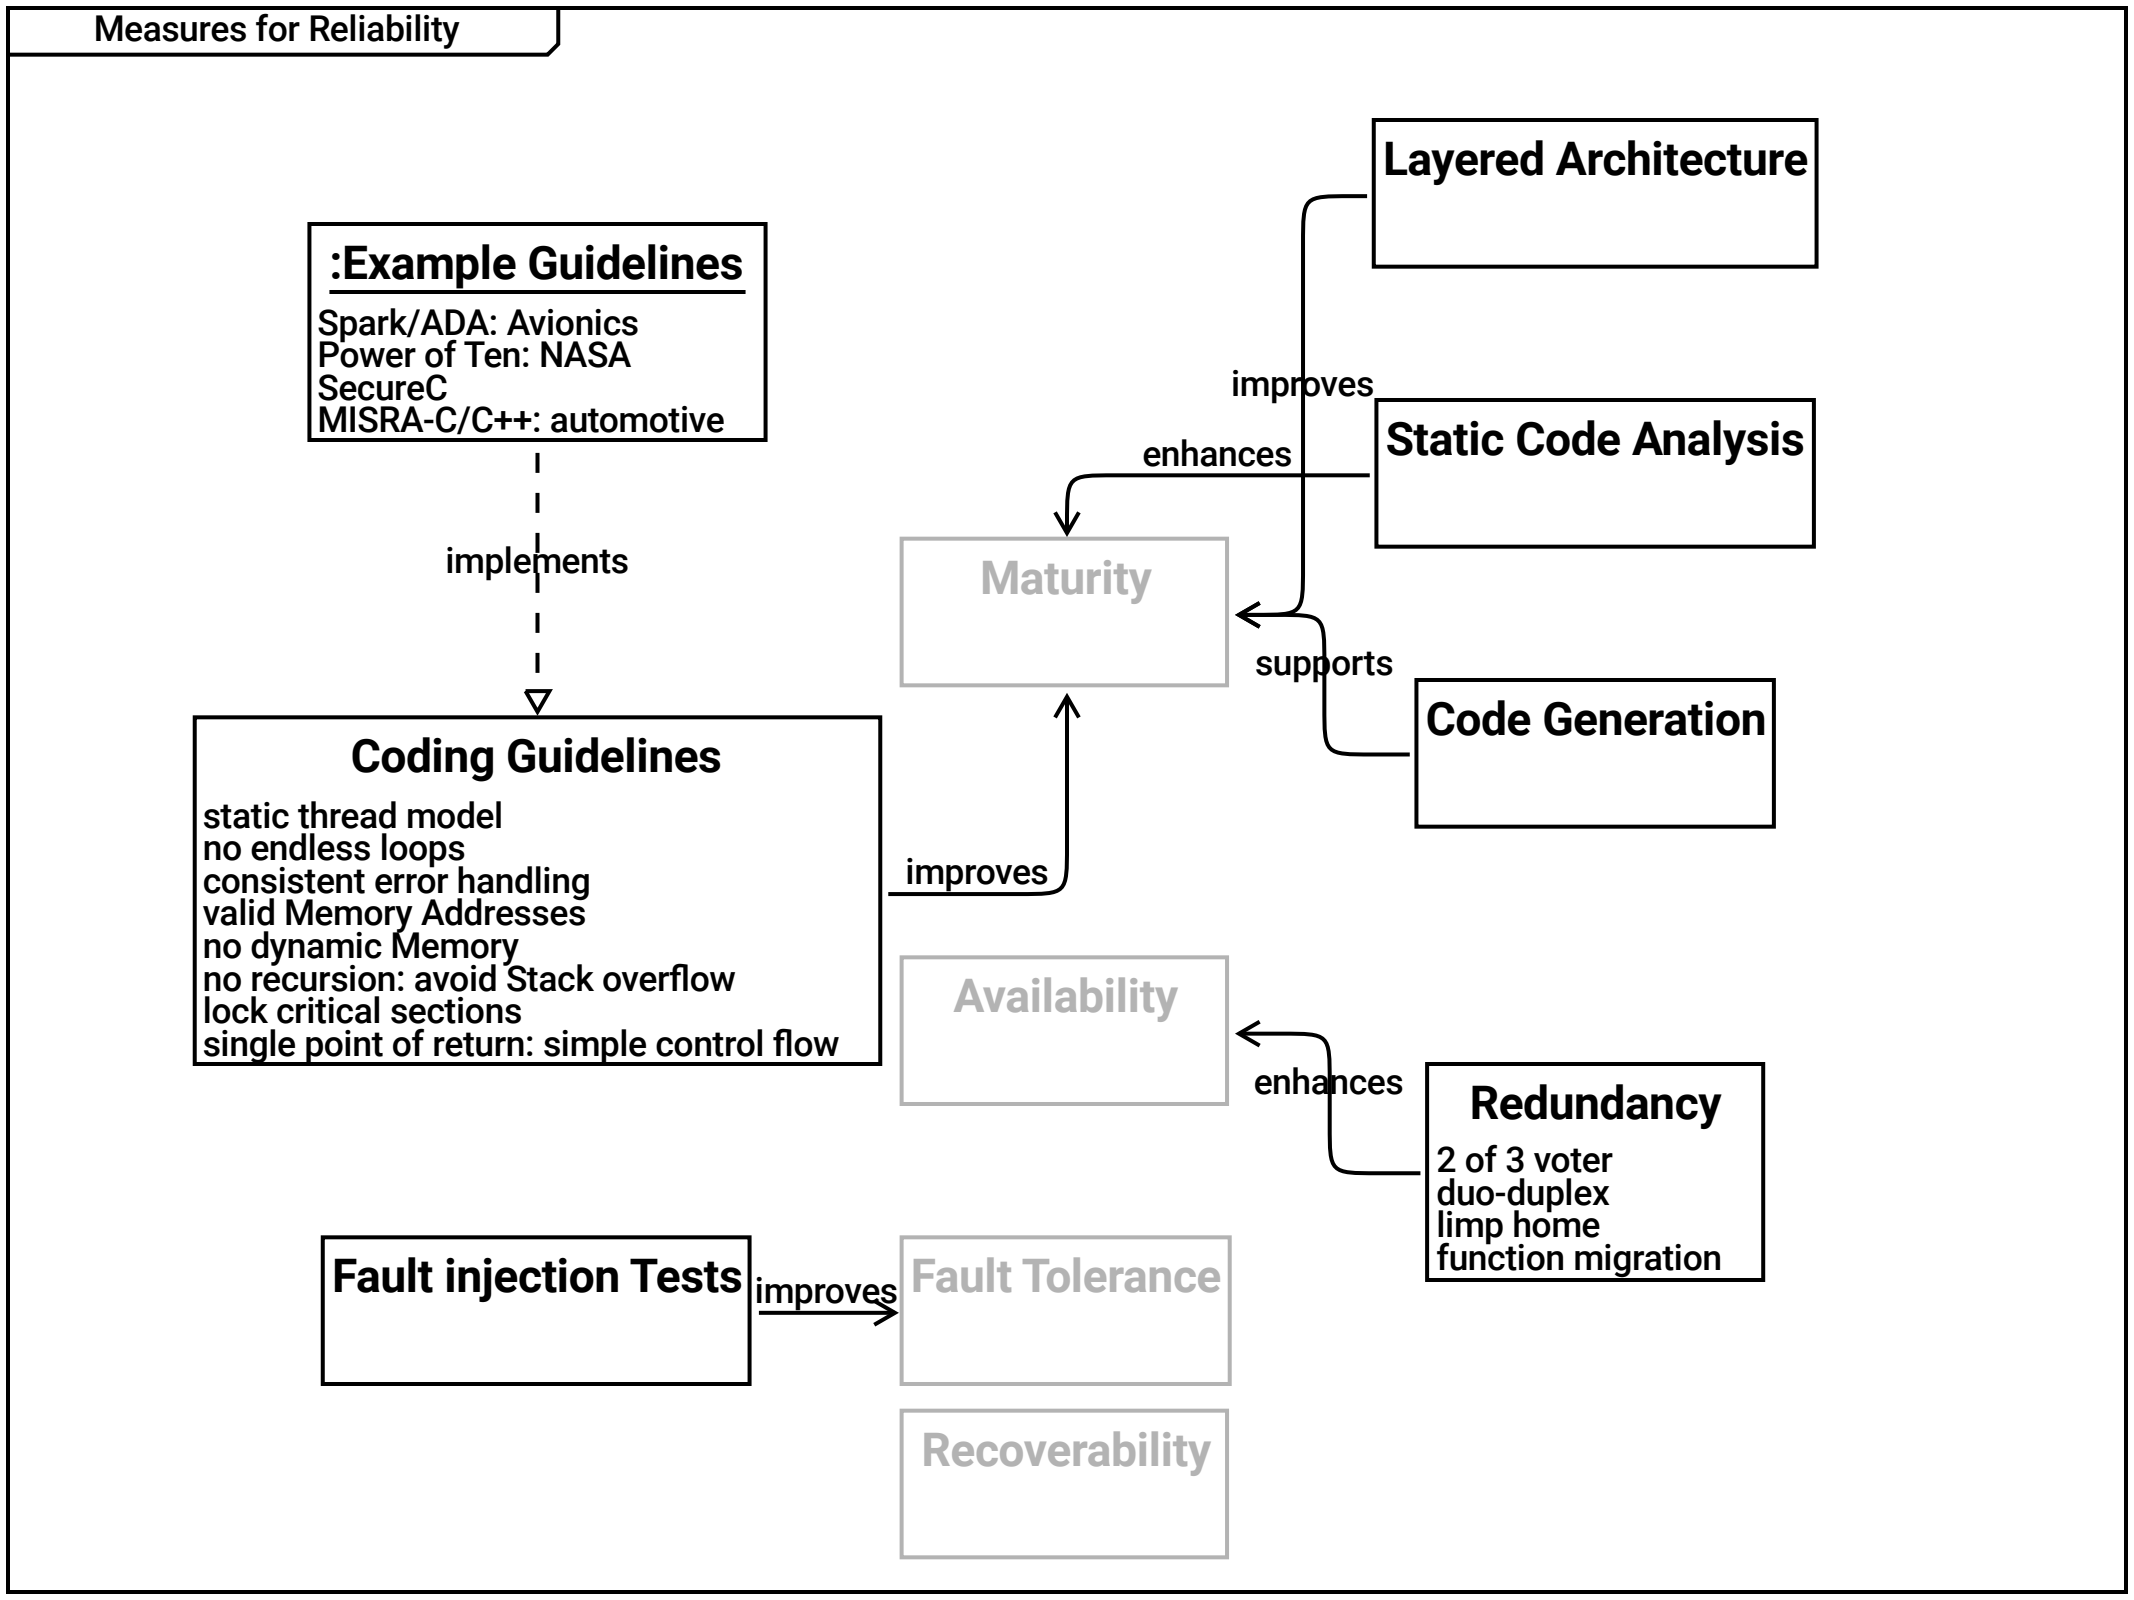 Measures for Reliability
Layered Architecture
:Example Guidelines
Spark/ADA: Avionics
Power of Ten: NASA
SecureC
MISRA-C/C++: automotive
improves
Static Code Analysis
enhances
implements
Maturity
supports
Code Generation
Coding Guidelines
static thread model
no endless loops
consistent error handling
valid Memory Addresses
no dynamic Memory
no recursion: avoid Stack overflow
lock critical sections
single point of return: simple control flow
improves
Availability
enhances
Redundancy
2 of 3 voter
duo-duplex
limp home
function migration
Fault injection Tests
improves
Fault Tolerance
Recoverability